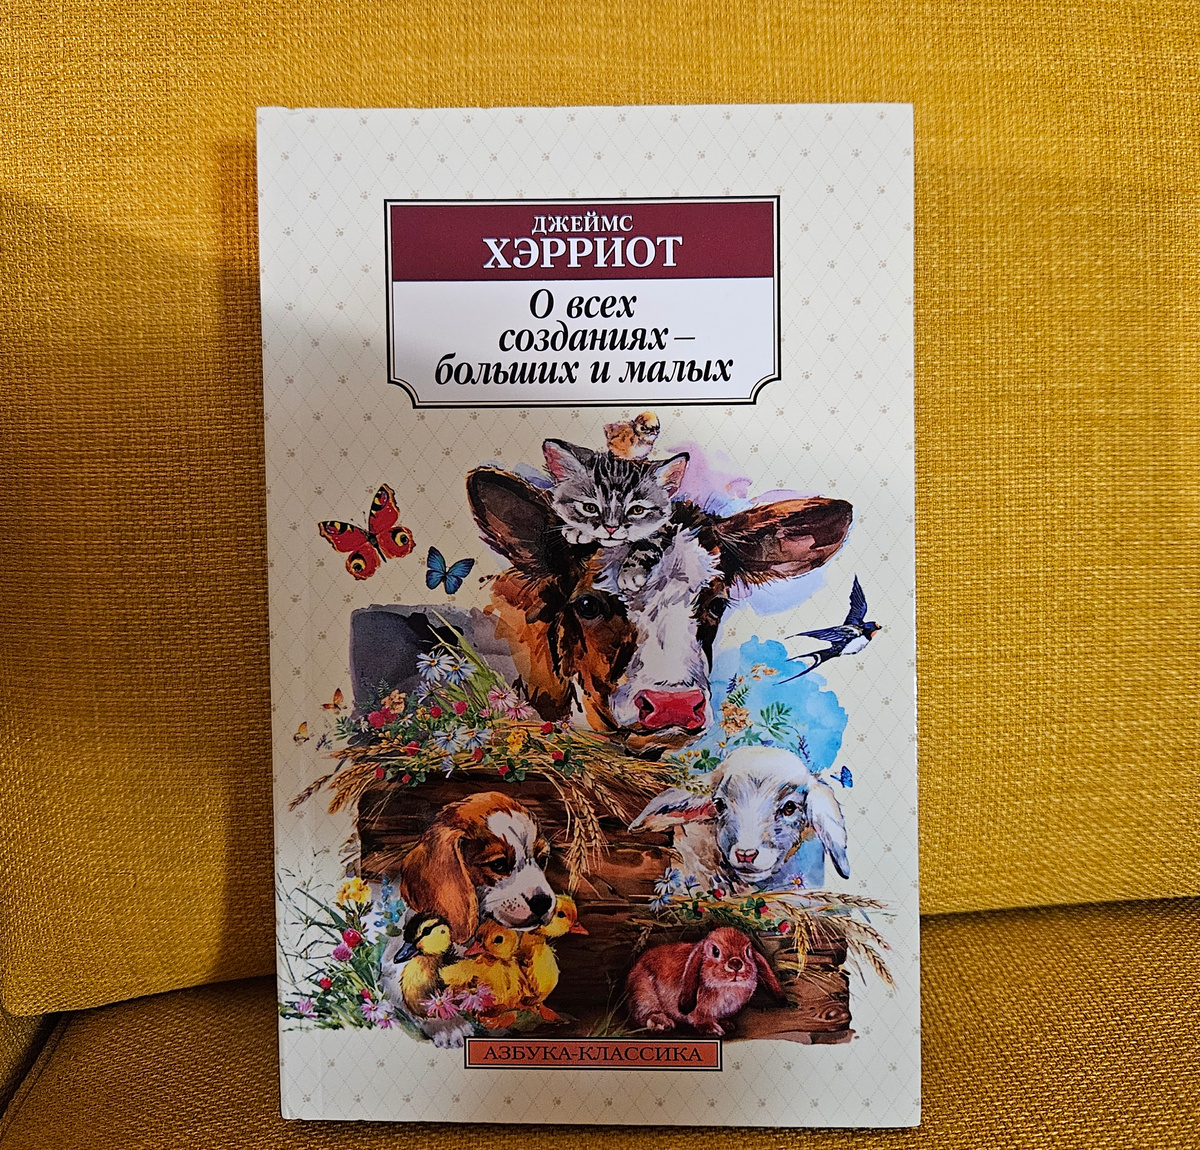 ДЖЕЙМС
ХЭРРИОТ
О всех
созданиях –
больших и малых
АЗБУКА-КЛАССИКА